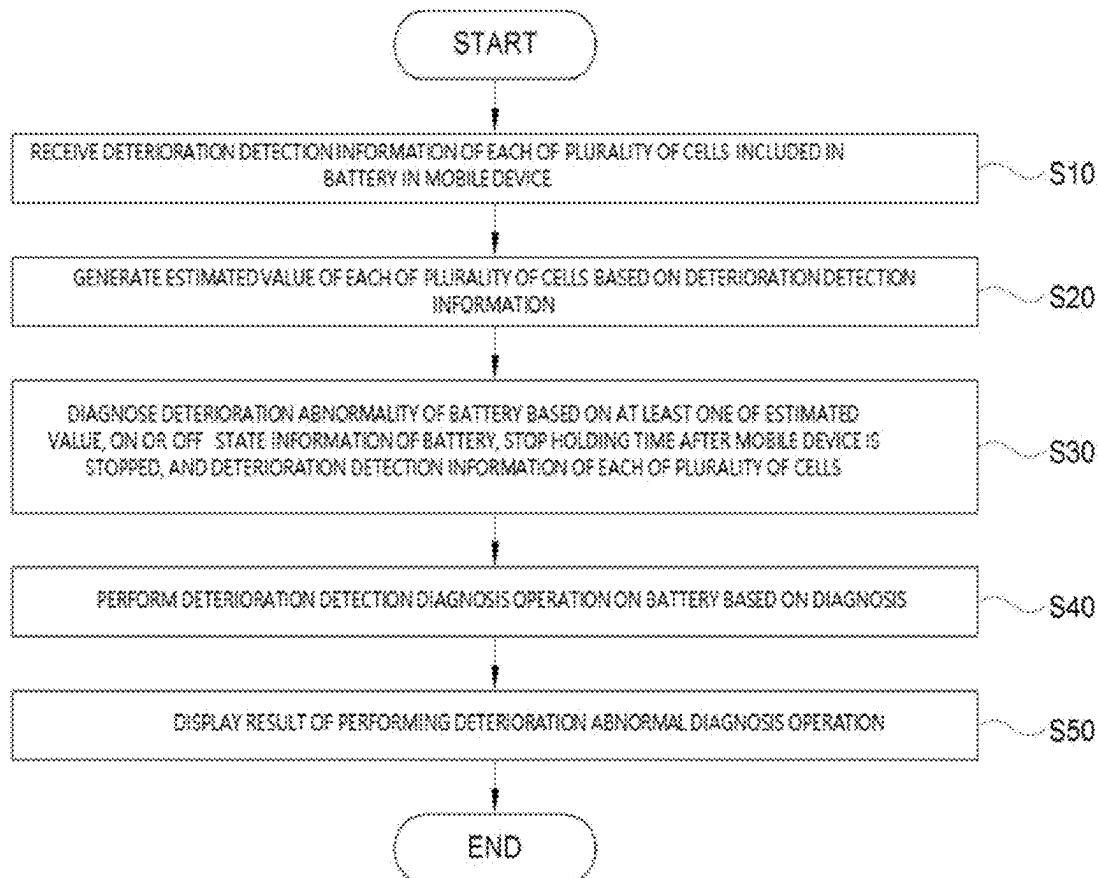 START
RECEIVE DETERIORATION DETECTION INFORMATION OF EACH OF PLURALITY OF CELLS INCLUDED IN
BATTERY IN MOBILE DEVICE
S10
GENERATE ESTIMATED VALUE OF EACH OF PLURALITY OF CELLS BASED ON DETERIORATION DETECTION
INFORMATION
S20
DIAGNOSE DETERIORATION ABNORMALITY OF BATTERY BASED ON AT LEAST ONE OF ESTIMATED
VALUE, ON OR OFF STATE INFORMATION OF BATTERY, STOP HOLDING TIME AFTER MOBILE DEVICE IS
STOPPED, AND DETERIORATION DETECTION INFORMATION OF EACH OF PLURALITY OF CELLS
S30
PERFORM DETERIORATION DETECTION DIAGNOSIS OPERATION ON BATTERY BASED ON DIAGNOSIS
S40
DISPLAY RESULT OF PERFORMING DETERIORATION ABNORMAL DIAGNOSIS OPERATION
S50
END